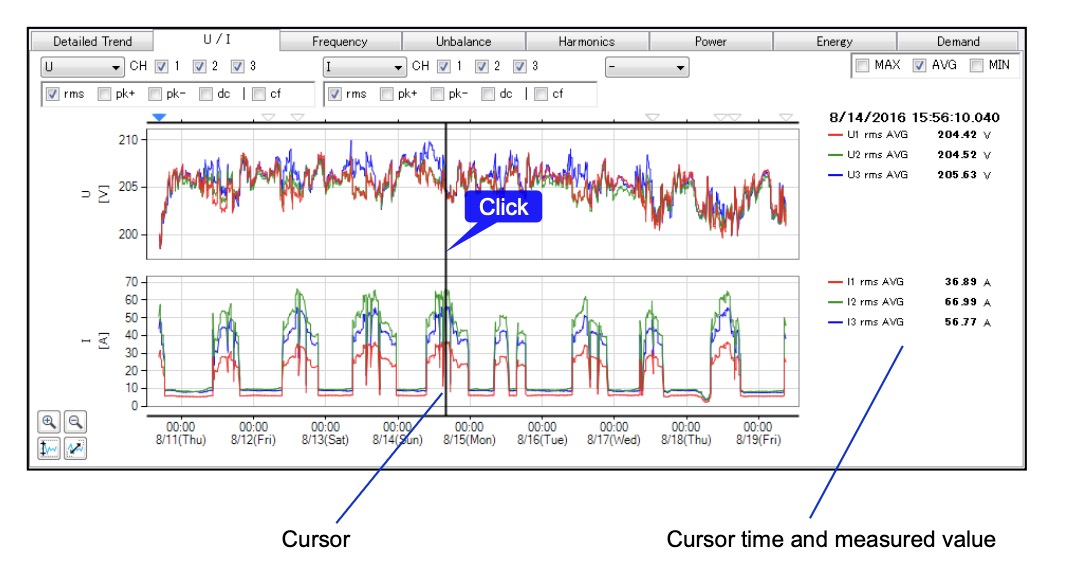 Detailed Trend U / I Frequency Unbalance Harmonics Power Energy Demand
U CH 1 2 3 I CH 1 2 3 - MAX AVG MIN
rms pk+ pk- dc | cf rms pk+ pk- dc | cf
8/14/2016 15:56:10.040
U1 rms AVG 204.42 V
U2 rms AVG 204.52 V
U3 rms AVG 205.63 V
210
205
200
U
[V]
Click
I1 rms AVG 36.89 A
I2 rms AVG 66.99 A
I3 rms AVG 56.77 A
70
60
50
40
30
20
10
0
I
[A]
00:00 00:00 00:00 00:00 00:00 00:00 00:00 00:00 00:00
8/11(Thu) 8/12(Fri) 8/13(Sat) 8/14(Sun) 8/15(Mon) 8/16(Tue) 8/17(Wed) 8/18(Thu) 8/19(Fri)
Cursor
Cursor time and measured value